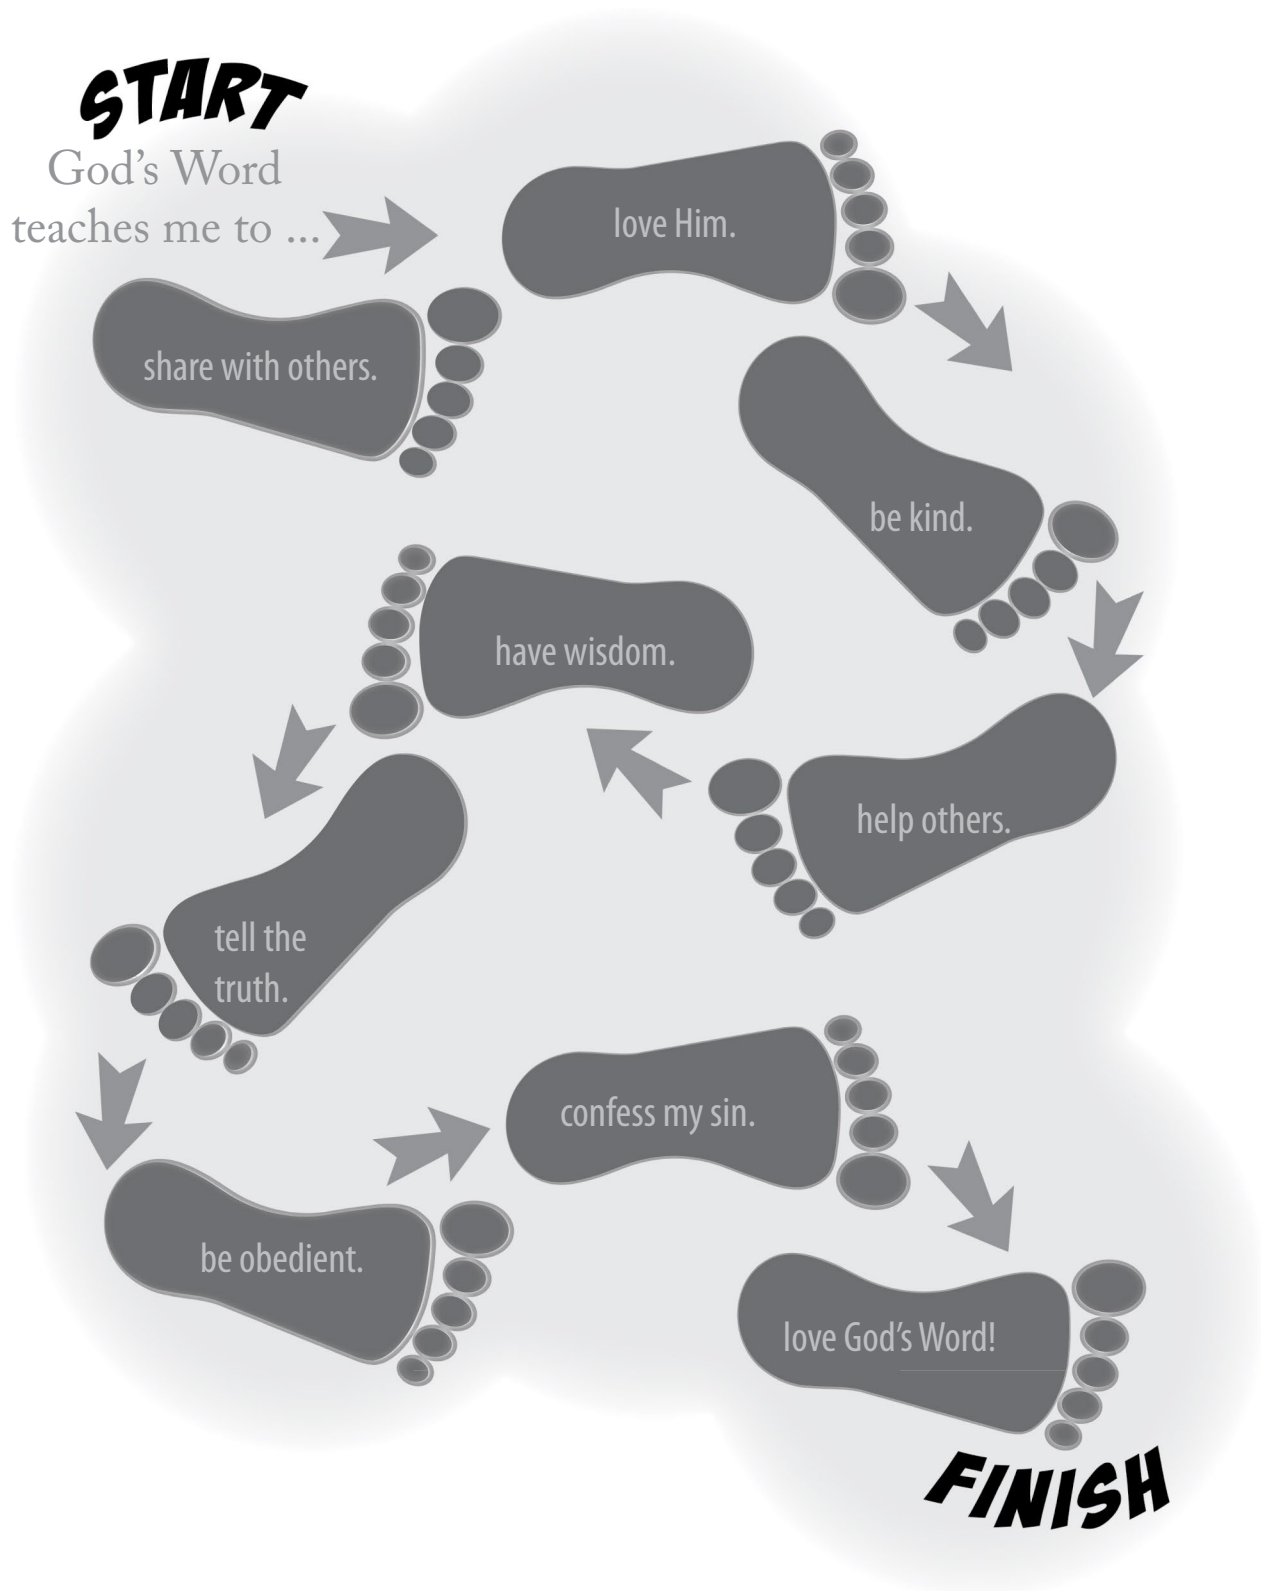 START
God’s Word
teaches me to ...
share with others.
love Him.
be kind.
help others.
have wisdom.
tell the
truth.
be obedient.
confess my sin.
love God’s Word!
FINISH